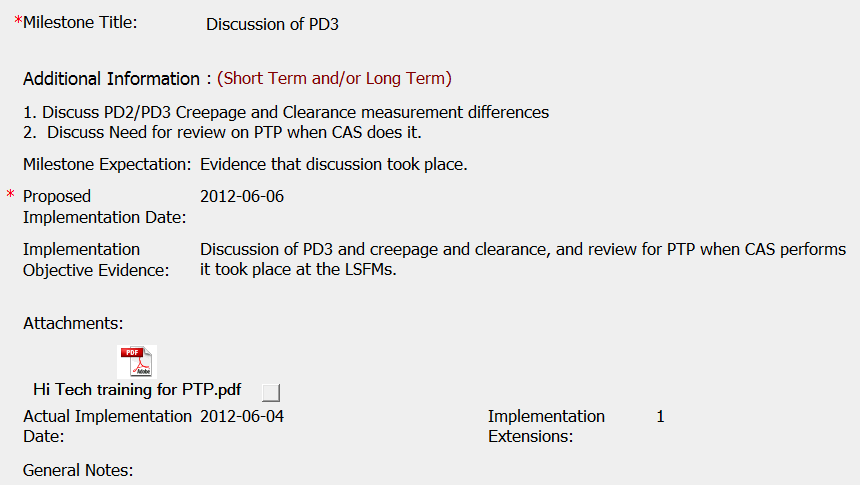 *Milestone Title: Discussion of PD3
Additional Information : (Short Term and/or Long Term)
1. Discuss PD2/PD3 Creepage and Clearance measurement differences
2. Discuss Need for review on PTP when CAS does it.
Milestone Expectation: Evidence that discussion took place.
* Proposed 2012-06-06
Implementation Date:
Implementation Discussion of PD3 and creepage and clearance, and review for PTP when CAS performs
Objective Evidence: it took place at the LSFMs.
Attachments:
PDF
Adobe
Hi Tech training for PTP.pdf
Actual Implementation 2012-06-04 Implementation 1
Date: Extensions:
General Notes: